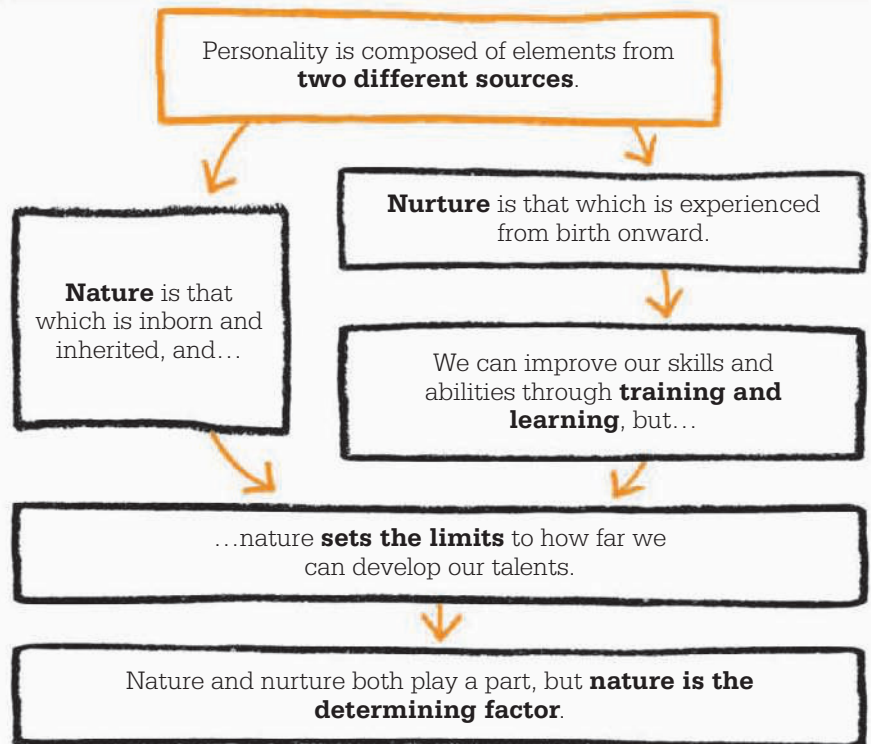 Personality is composed of elements from
two different sources.
Nature is that
which is inborn and
inherited, and…
Nurture is that which is experienced
from birth onward.
We can improve our skills and
abilities through training and
learning, but…
…nature sets the limits to how far we
can develop our talents.
Nature and nurture both play a part, but nature is the
determining factor.